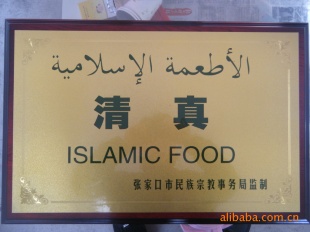 الأطعمة الإسلامية
清真
ISLAMIC FOOD
张家口市民族宗教事务局监制
alibaba.com.cn